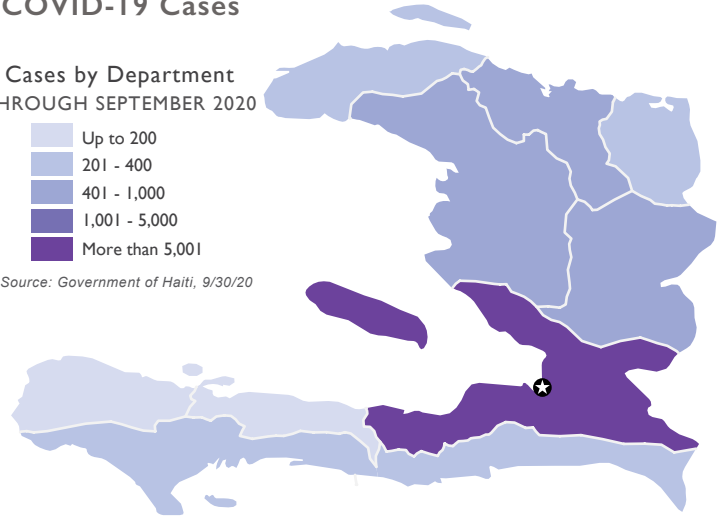 COVID-19 Cases
Cases by Department
HROUGH SEPTEMBER 2020
Up to 200
201 - 400
401 - 1,000
1,001 - 5,000
More than 5,001
Source: Government of Haiti, 9/30/20